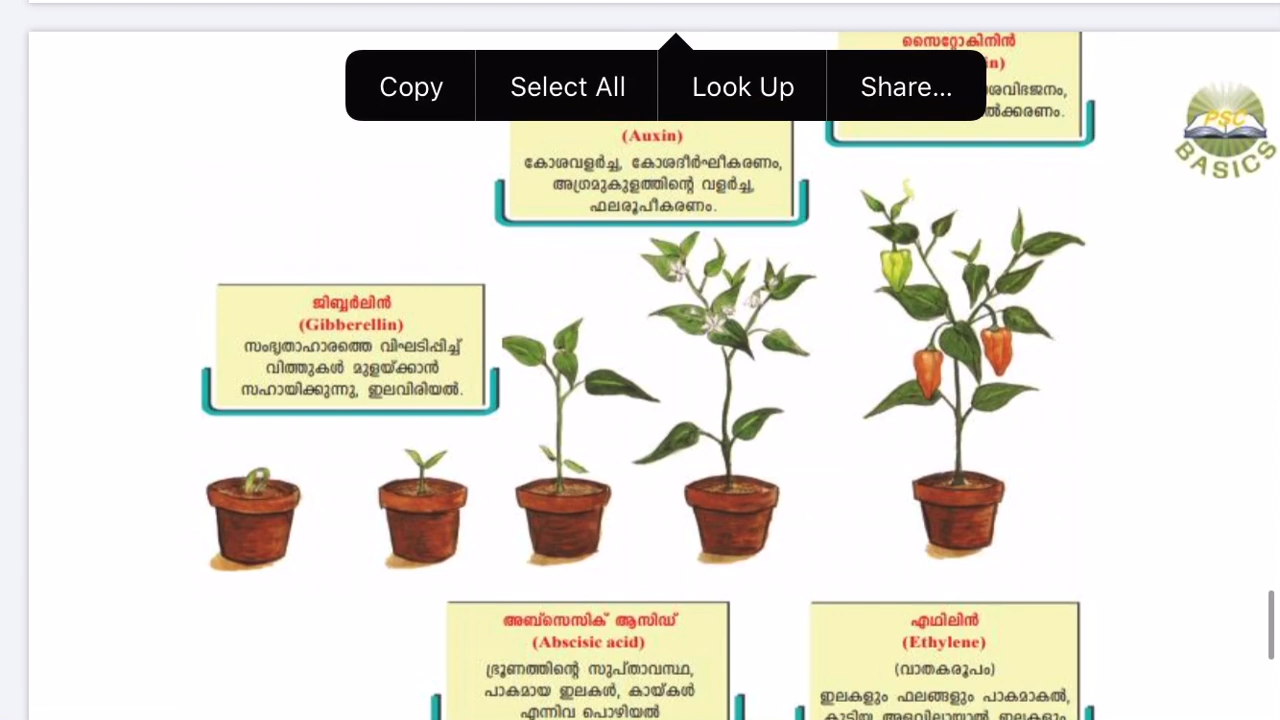 Copy
Select All
Look Up
Share...
സൈറ്റോകിനിൻ
PSC
BASICS
(Auxin)
കോശവളർച്ച, കോശദീർഘീകരണം,
അഗ്രമുകുളത്തിന്റെ വളർച്ച,
ഫലരൂപീകരണം.
ജിബ്ബർലിൻ
(Gibberellin)
സംഭൃതാഹാരത്തെ വിഘടിപ്പിച്ച്
വിത്തുകൾ മുളയ്ക്കാൻ
സഹായിക്കുന്നു, ഇലവിരിയൽ.
അബ്സെസിക് ആസിഡ്
(Abscisic acid)
ഭ്രൂണത്തിന്റെ സുപ്താവസ്ഥ,
പാകമായ ഇലകൾ, കായ്കൾ
എന്നിവ പൊഴിയൽ
എഥിലിൻ
(Ethylene)
(വാതകരൂപം)
ഇലകളും ഫലങ്ങളും പാകമാകൽ,
കൂടിയ അളവിലായാൽ ഇലകളും